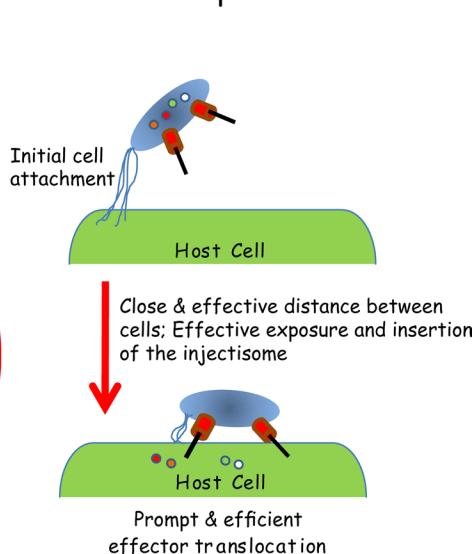 Initial cell
attachment
Host Cell
Close & effective distance between
cells; Effective exposure and insertion
of the injectisome
Host Cell
Prompt & efficient
effector translocation